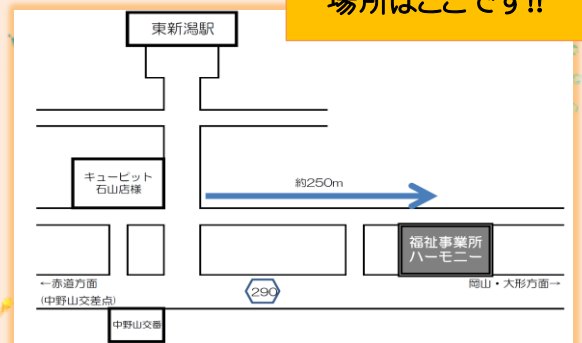 場所はここです!!
東新潟駅
キューピット
石山店様
約250m
福祉事業所
ハーモニー
←赤道方面
(中野山交差点)
290
岡山・大形方面→
中野山交番